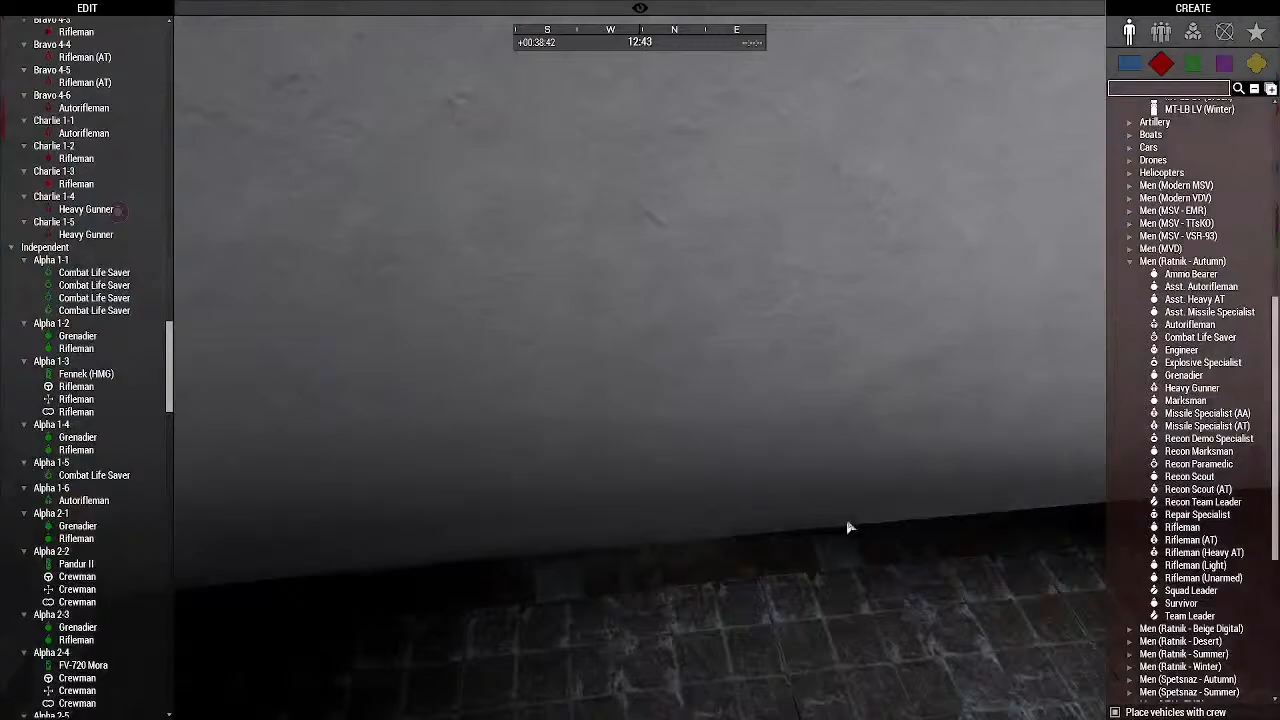 EDIT
Bravo 4-3
Rifleman
Bravo 4-4
Rifleman (AT)
Bravo 4-5
Rifleman (AT)
Bravo 4-6
Autorifleman
Charlie 1-1
Autorifleman
Charlie 1-2
Rifleman
Charlie 1-3
Rifleman
Charlie 1-4
Heavy Gunner
Charlie 1-5
Heavy Gunner
Independent
Alpha 1-1
Combat Life Saver
Combat Life Saver
Combat Life Saver
Combat Life Saver
Alpha 1-2
Grenadier
Rifleman
Alpha 1-3
Fennek (HMG)
Rifleman
Rifleman
Rifleman
Alpha 1-4
Grenadier
Rifleman
Alpha 1-5
Combat Life Saver
Alpha 1-6
Autorifleman
Alpha 2-1
Grenadier
Rifleman
Alpha 2-2
Pandur II
Crewman
Crewman
Crewman
Alpha 2-3
Grenadier
Rifleman
Alpha 2-4
FV-720 Mora
Crewman
Crewman
Crewman
Alpha 2-5
S W N E
+00:38:42 12:43
CREATE
MT-LB LV (Winter)
Artillery
Boats
Cars
Drones
Helicopters
Men (Modern MSV)
Men (Modern VDV)
Men (MSV - EMR)
Men (MSV - TTsKO)
Men (MSV - VSR-93)
Men (MVD)
Men (Ratnik - Autumn)
Ammo Bearer
Asst. Autorifleman
Asst. Heavy AT
Asst. Missile Specialist
Autorifleman
Combat Life Saver
Engineer
Explosive Specialist
Grenadier
Heavy Gunner
Marksman
Missile Specialist (AA)
Missile Specialist (AT)
Recon Demo Specialist
Recon Marksman
Recon Paramedic
Recon Scout
Recon Scout (AT)
Recon Team Leader
Repair Specialist
Rifleman
Rifleman (AT)
Rifleman (Heavy AT)
Rifleman (Light)
Rifleman (Unarmed)
Squad Leader
Survivor
Team Leader
Men (Ratnik - Beige Digital)
Men (Ratnik - Desert)
Men (Ratnik - Summer)
Men (Ratnik - Winter)
Men (Spetsnaz - Autumn)
Men (Spetsnaz - Summer)
Place vehicles with crew